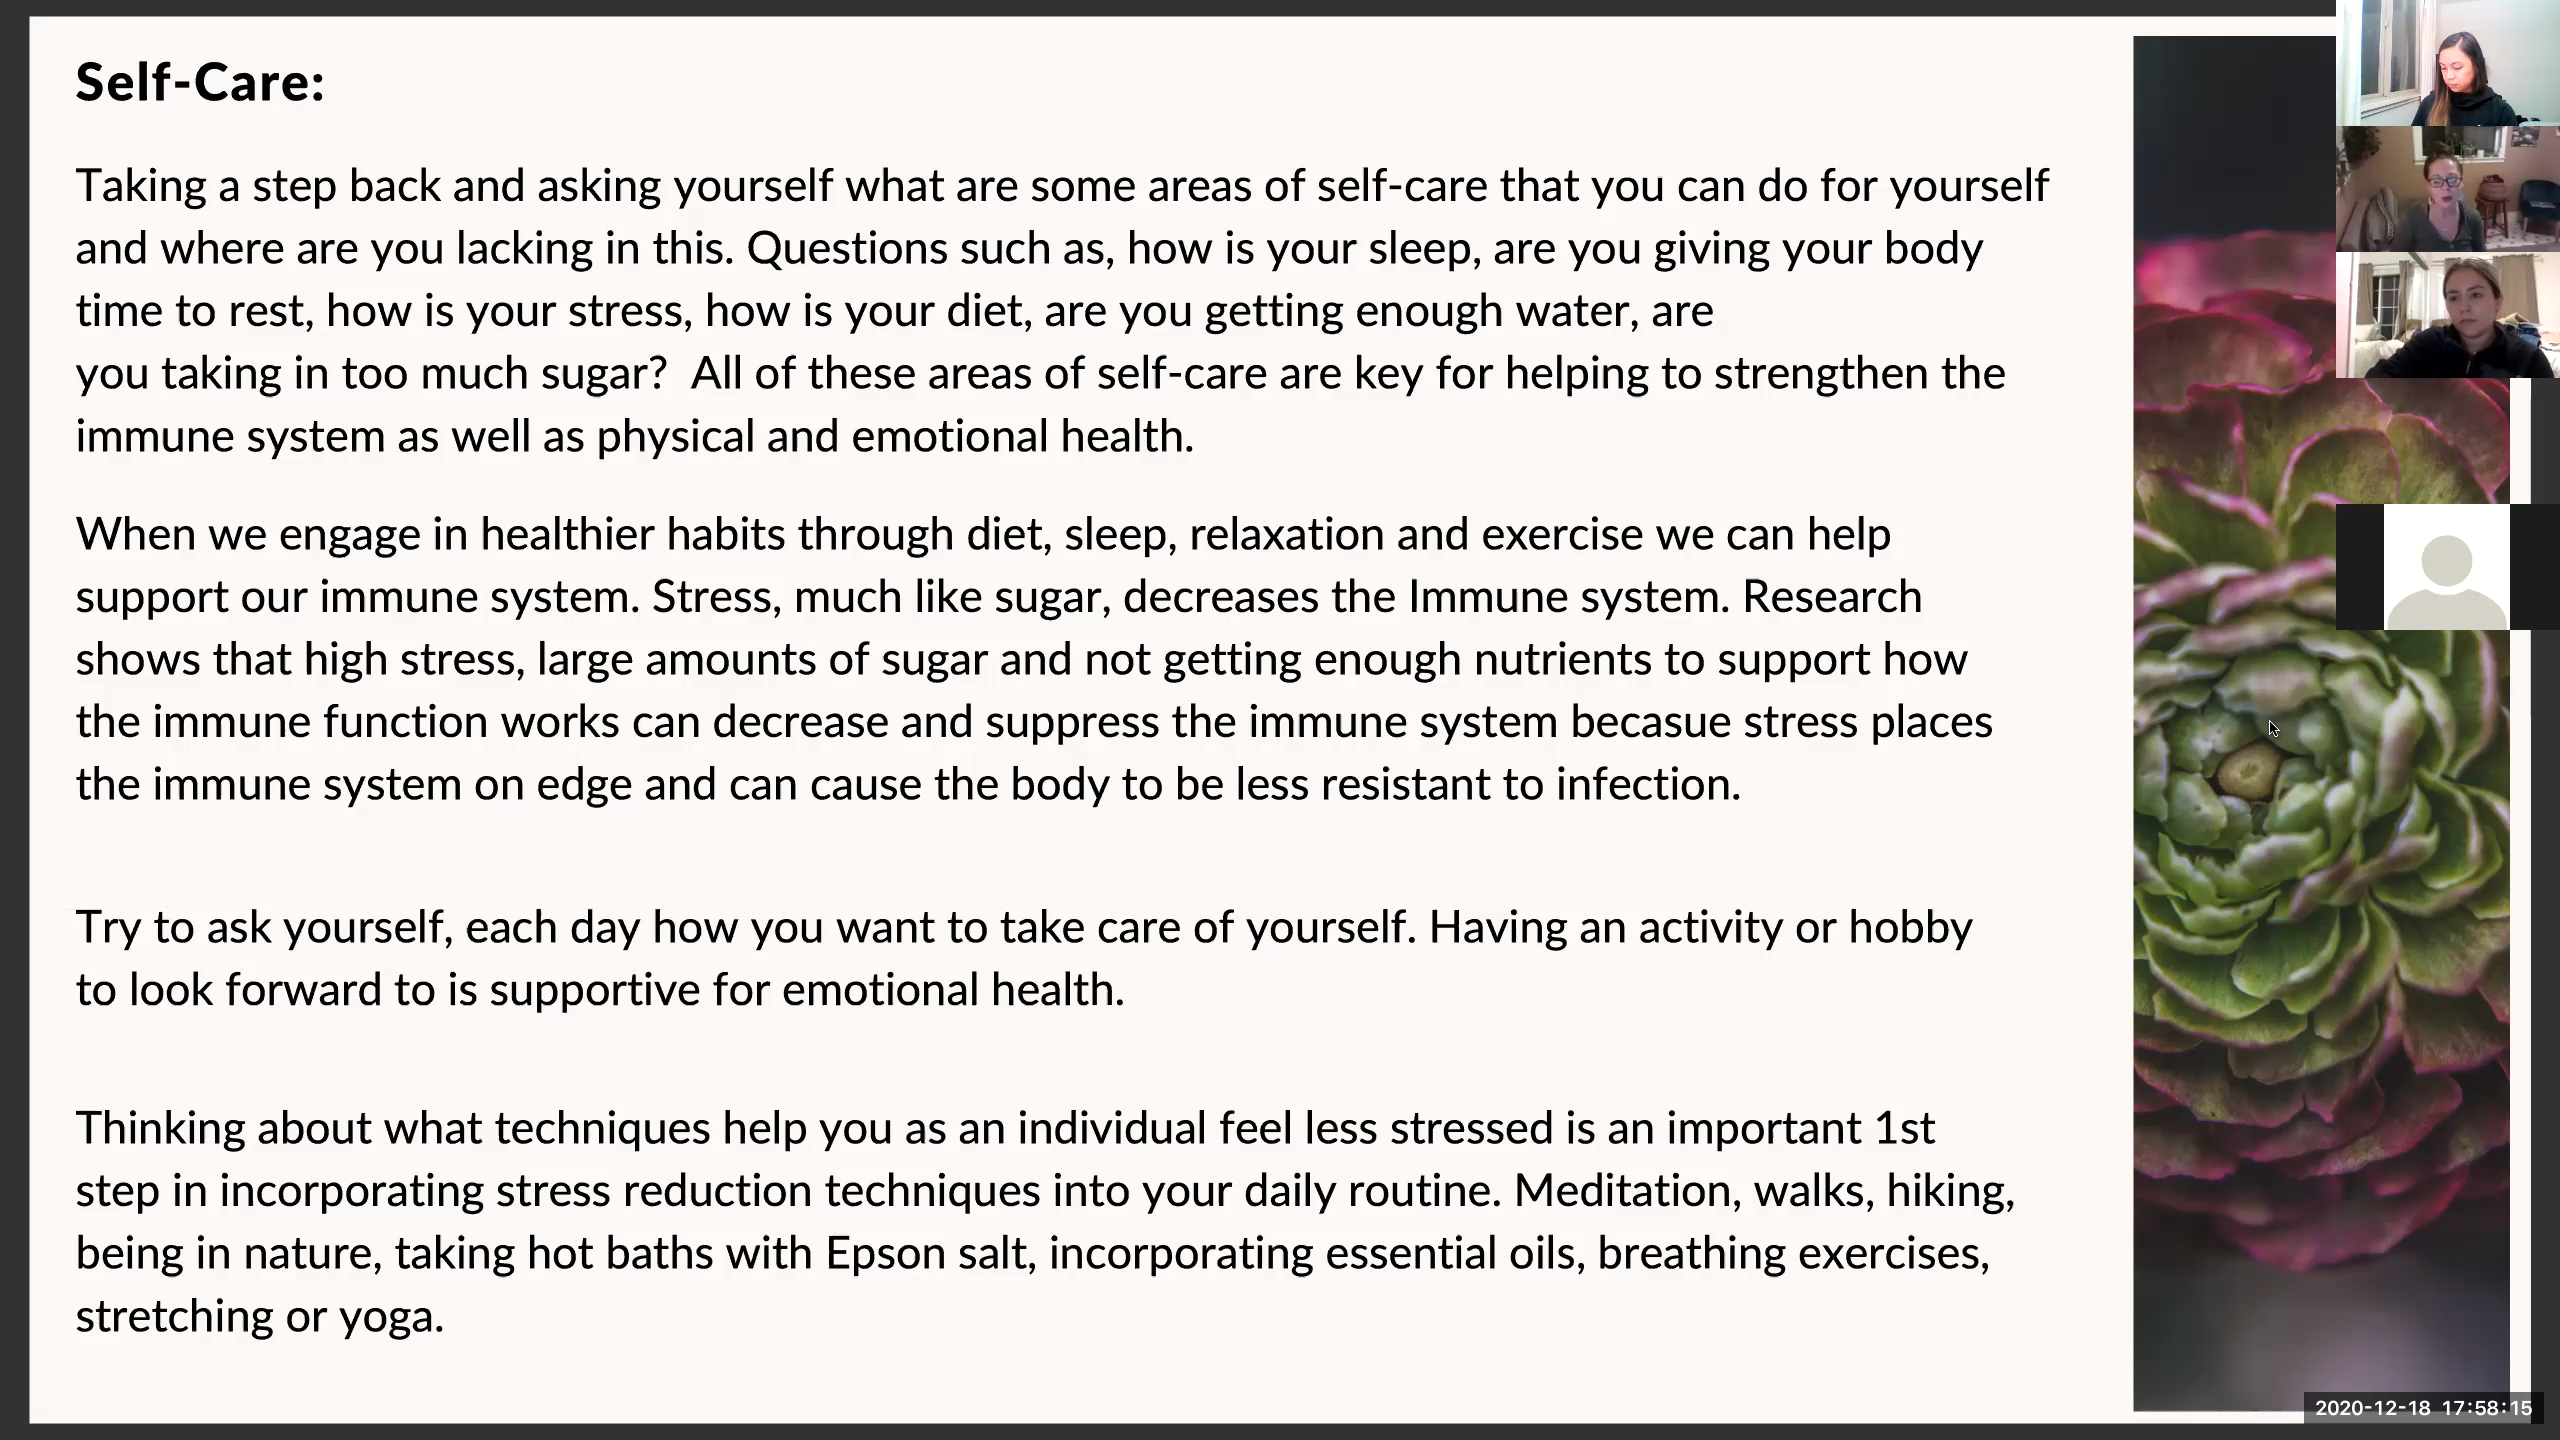 Self-Care:
Taking a step back and asking yourself what are some areas of self-care that you can do for yourself
and where are you lacking in this. Questions such as, how is your sleep, are you giving your body
time to rest, how is your stress, how is your diet, are you getting enough water, are
you taking in too much sugar?  All of these areas of self-care are key for helping to strengthen the
immune system as well as physical and emotional health.
When we engage in healthier habits through diet, sleep, relaxation and exercise we can help
support our immune system. Stress, much like sugar, decreases the Immune system. Research
shows that high stress, large amounts of sugar and not getting enough nutrients to support how
the immune function works can decrease and suppress the immune system becasue stress places
the immune system on edge and can cause the body to be less resistant to infection.
Try to ask yourself, each day how you want to take care of yourself. Having an activity or hobby
to look forward to is supportive for emotional health.
Thinking about what techniques help you as an individual feel less stressed is an important 1st
step in incorporating stress reduction techniques into your daily routine. Meditation, walks, hiking,
being in nature, taking hot baths with Epson salt, incorporating essential oils, breathing exercises,
stretching or yoga.
2020-12-18 17:58:15